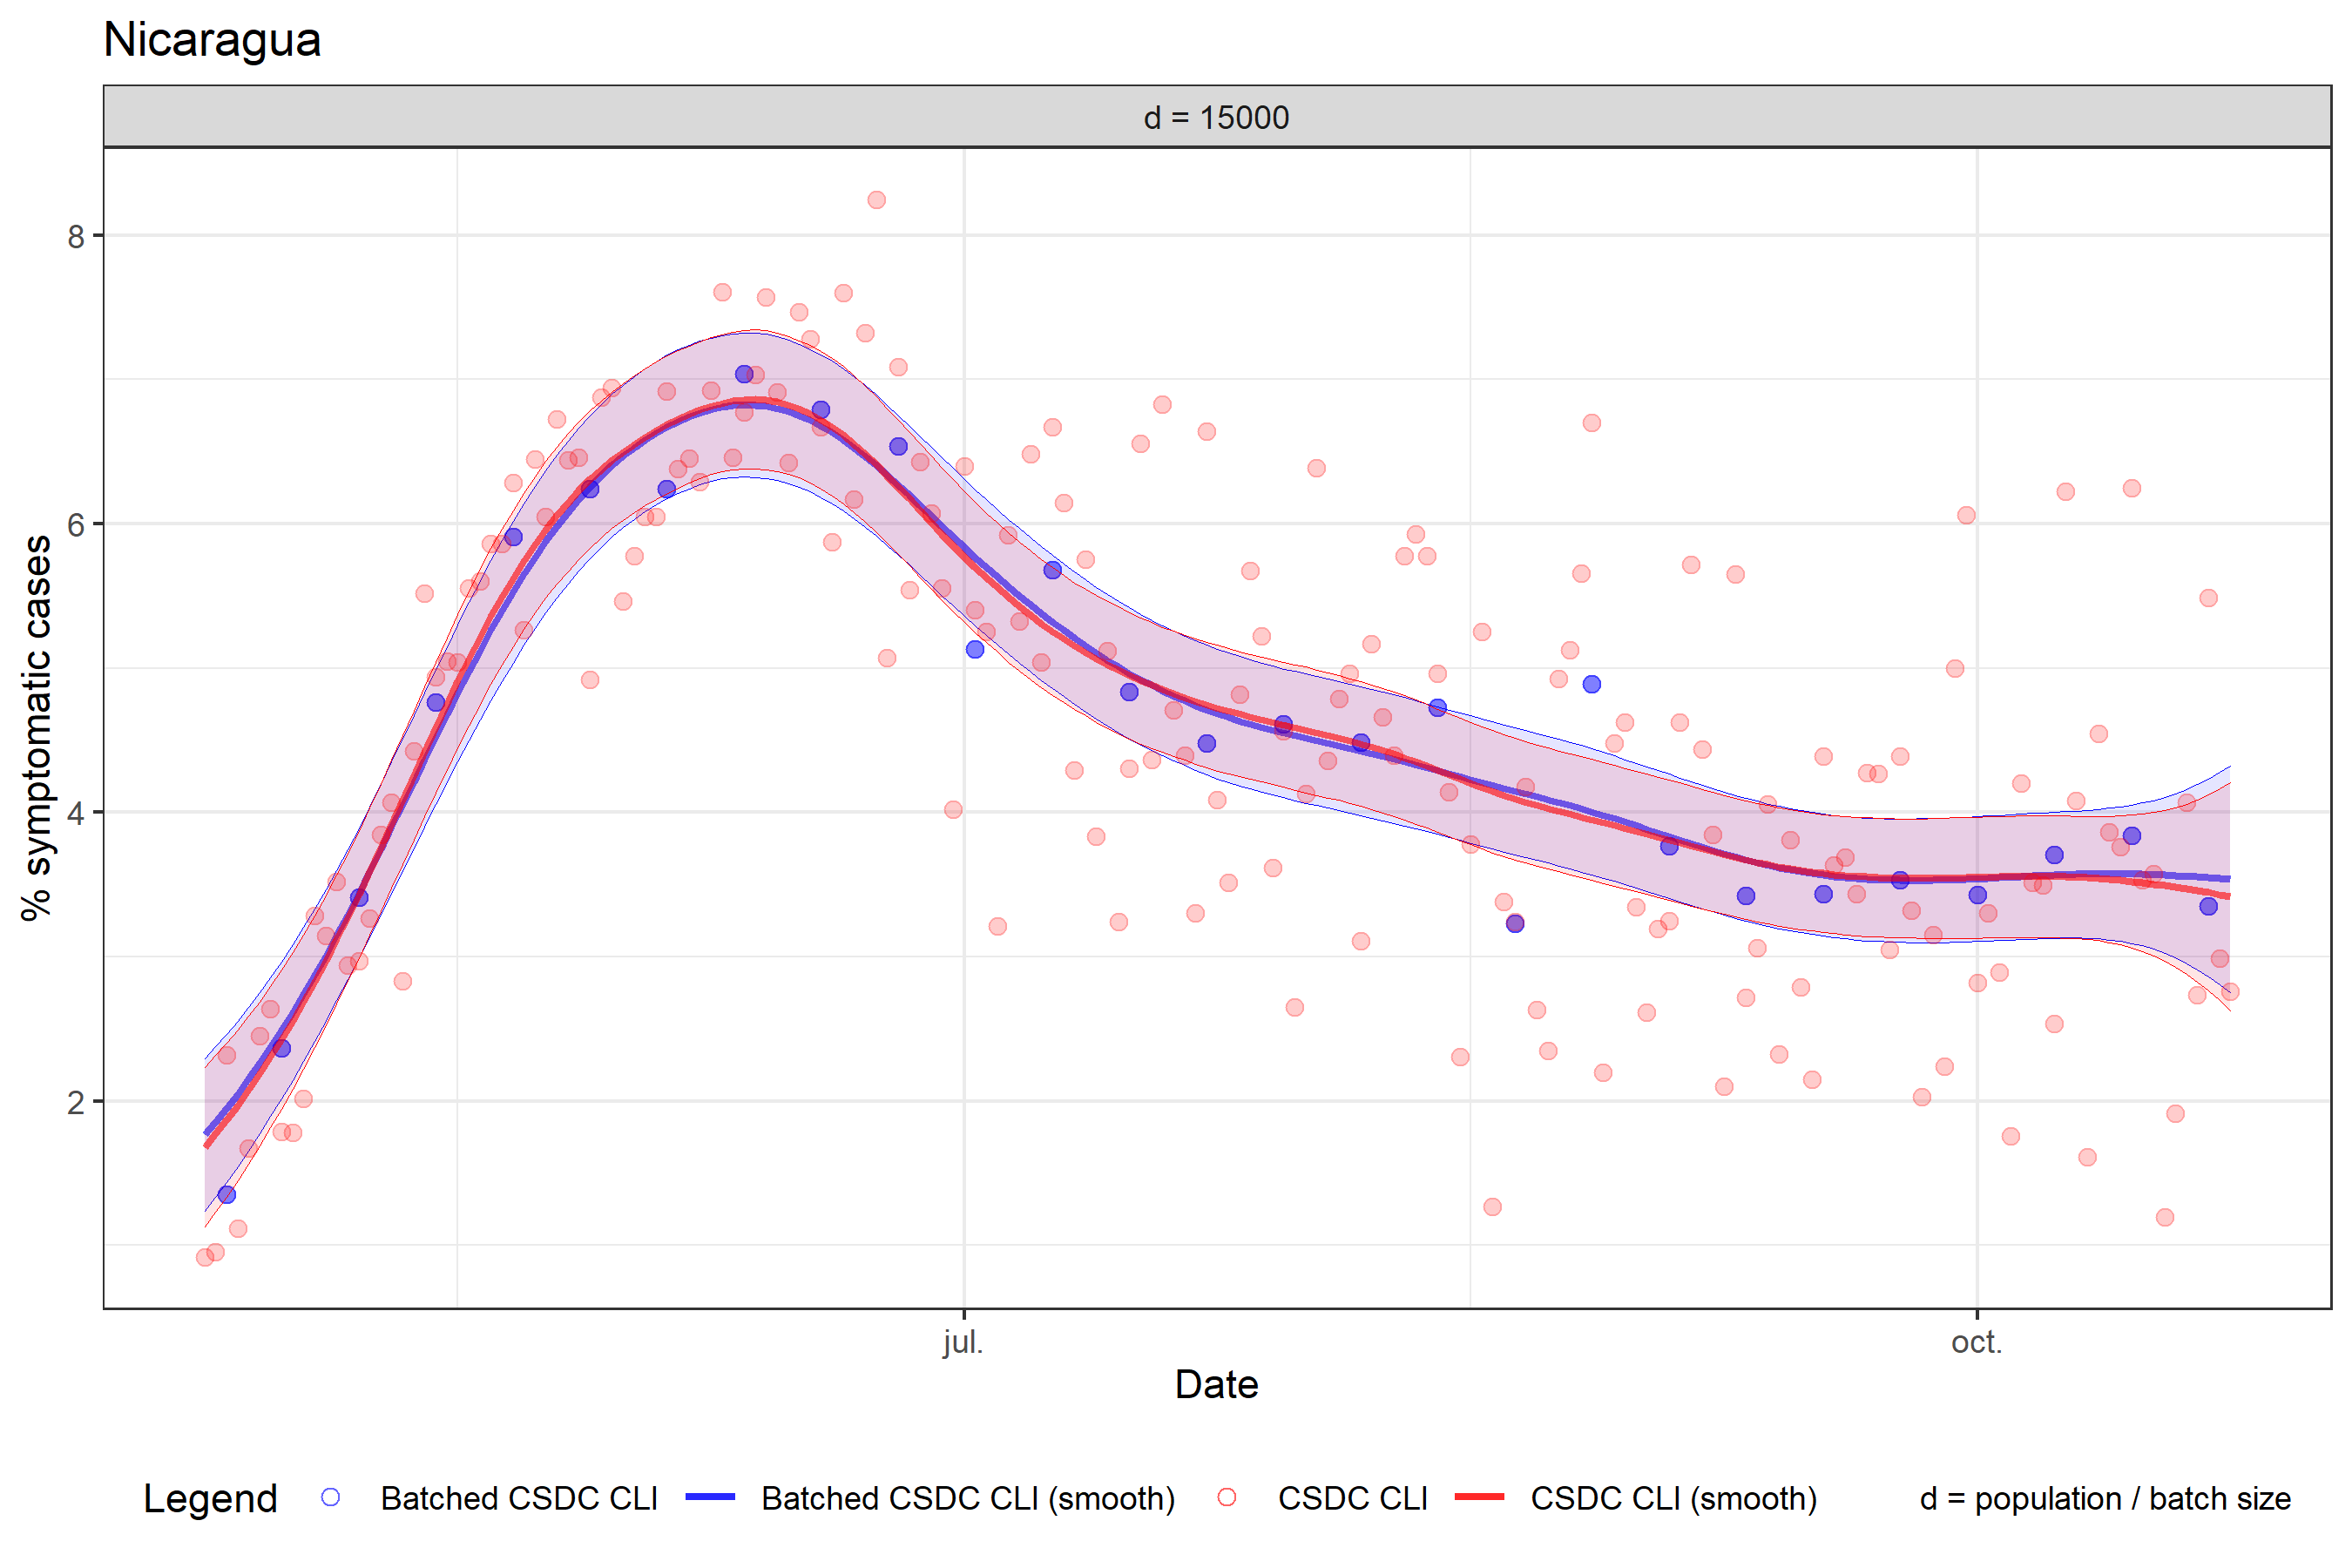 Nicaragua
d = 15000
8
6
4
2
% symptomatic cases
jul.
oct.
Date
Legend
Batched CSDC CLI
Batched CSDC CLI (smooth)
CSDC CLI
CSDC CLI (smooth)
d = population / batch size